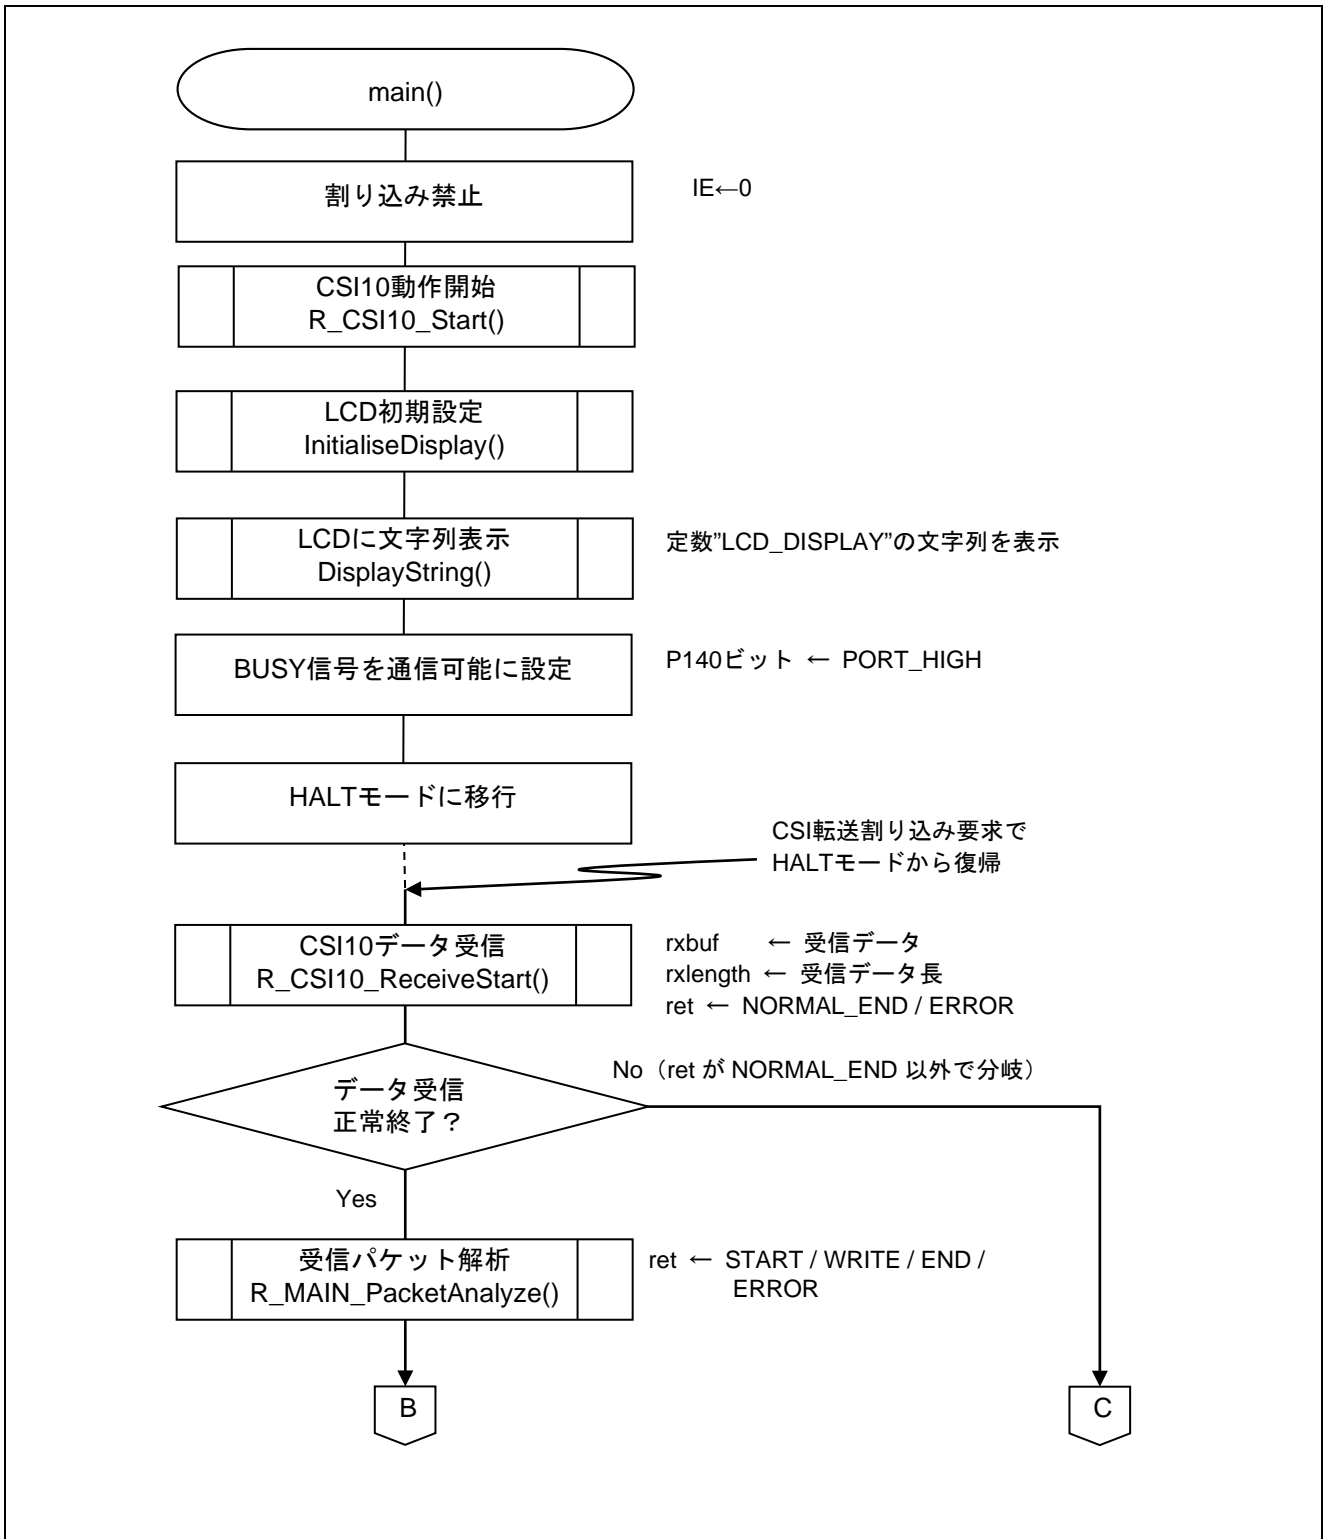 main()
割り込み禁止
IE←0
CSI10動作開始
R_CSI10_Start()
LCD初期設定
InitialiseDisplay()
LCDに文字列表示
DisplayString()
定数”LCD_DISPLAY”の文字列を表示
BUSY信号を通信可能に設定
P140ビット ← PORT_HIGH
HALTモードに移行
CSI転送割り込み要求で
HALTモードから復帰
CSI10データ受信
R_CSI10_ReceiveStart()
rxbuf ← 受信データ
rxlength ← 受信データ長
ret ← NORMAL_END / ERROR
データ受信
正常終了？
No（ret が NORMAL_END 以外で分岐）
Yes
受信パケット解析
R_MAIN_PacketAnalyze()
ret ← START / WRITE / END /
ERROR
B
C